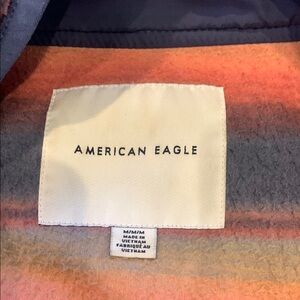 AMERICAN EAGLE
M/M/M
MADE IN
VIETNAM
FABRIQUÉ AU
VIETNAM